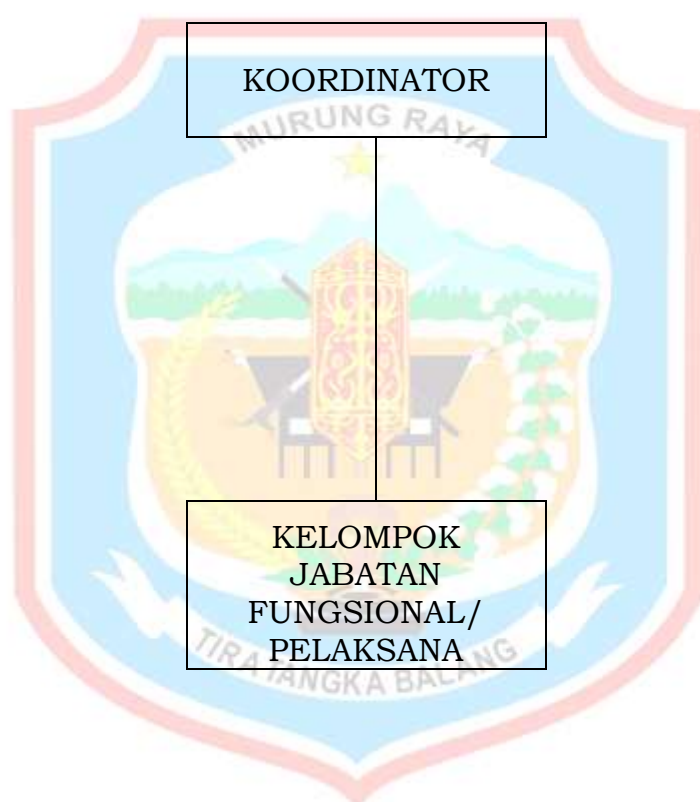 KOORDINATOR
MURUNG RAYA
KELOMPOK
JABATAN
FUNGSIONAL/
PELAKSANA
TIRA TANGKA BALANG